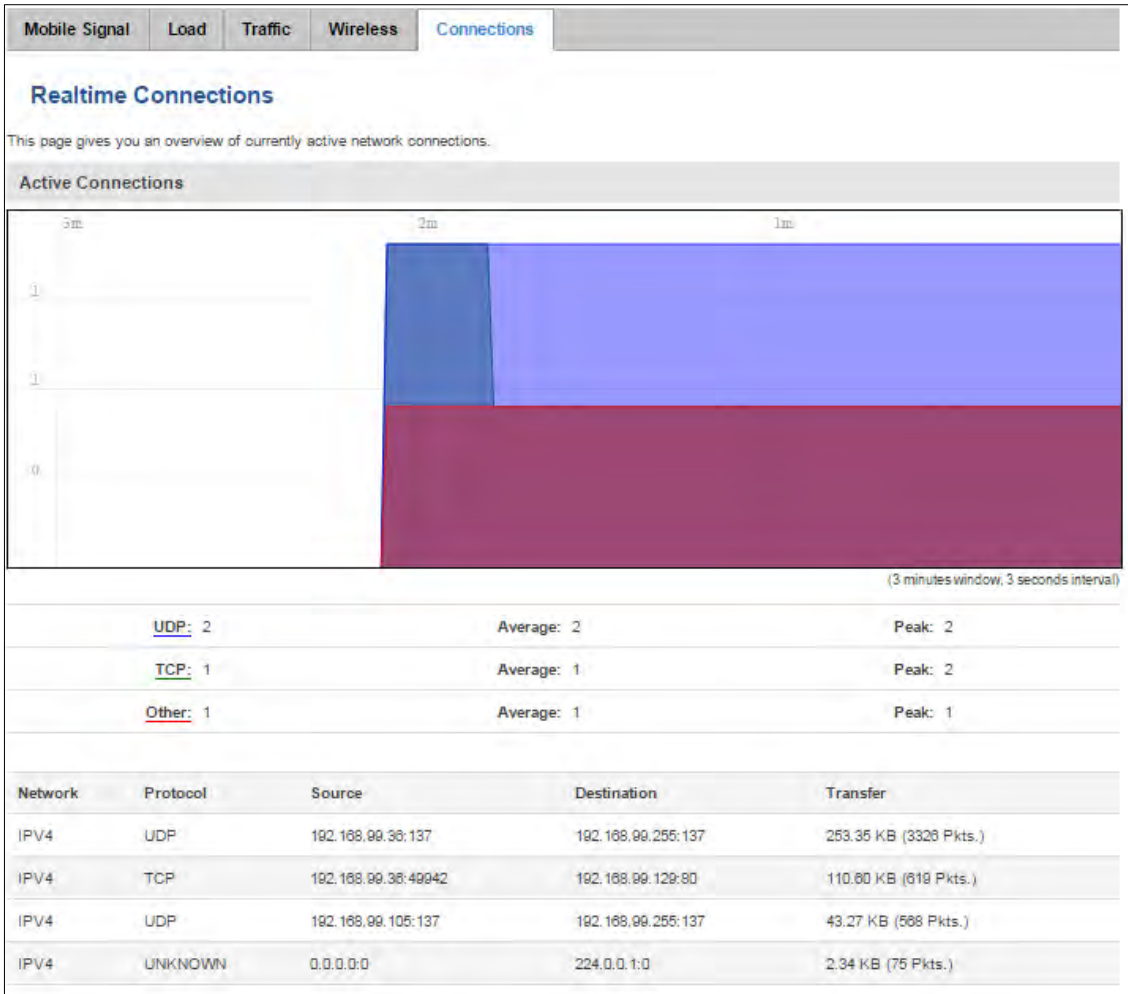 Mobile Signal Load Traffic Wireless Connections
Realtime Connections
This page gives you an overview of currently active network connections.
Active Connections
3m 2m 1m
1
1
0
(3 minutes window, 3 seconds interval)
UDP: 2 Average: 2 Peak: 2
TCP: 1 Average: 1 Peak: 2
Other: 1 Average: 1 Peak: 1
Network Protocol Source Destination Transfer
IPV4 UDP 192.168.99.36:137 192.168.99.255:137 253.35 KB (3326 Pkts.)
IPV4 TCP 192.168.99.36:49942 192.168.99.129:80 110.60 KB (619 Pkts.)
IPV4 UDP 192.168.99.105:137 192.168.99.255:137 43.27 KB (568 Pkts.)
IPV4 UNKNOWN 0.0.0.0:0 224.0.0.1:0 2.34 KB (75 Pkts.)